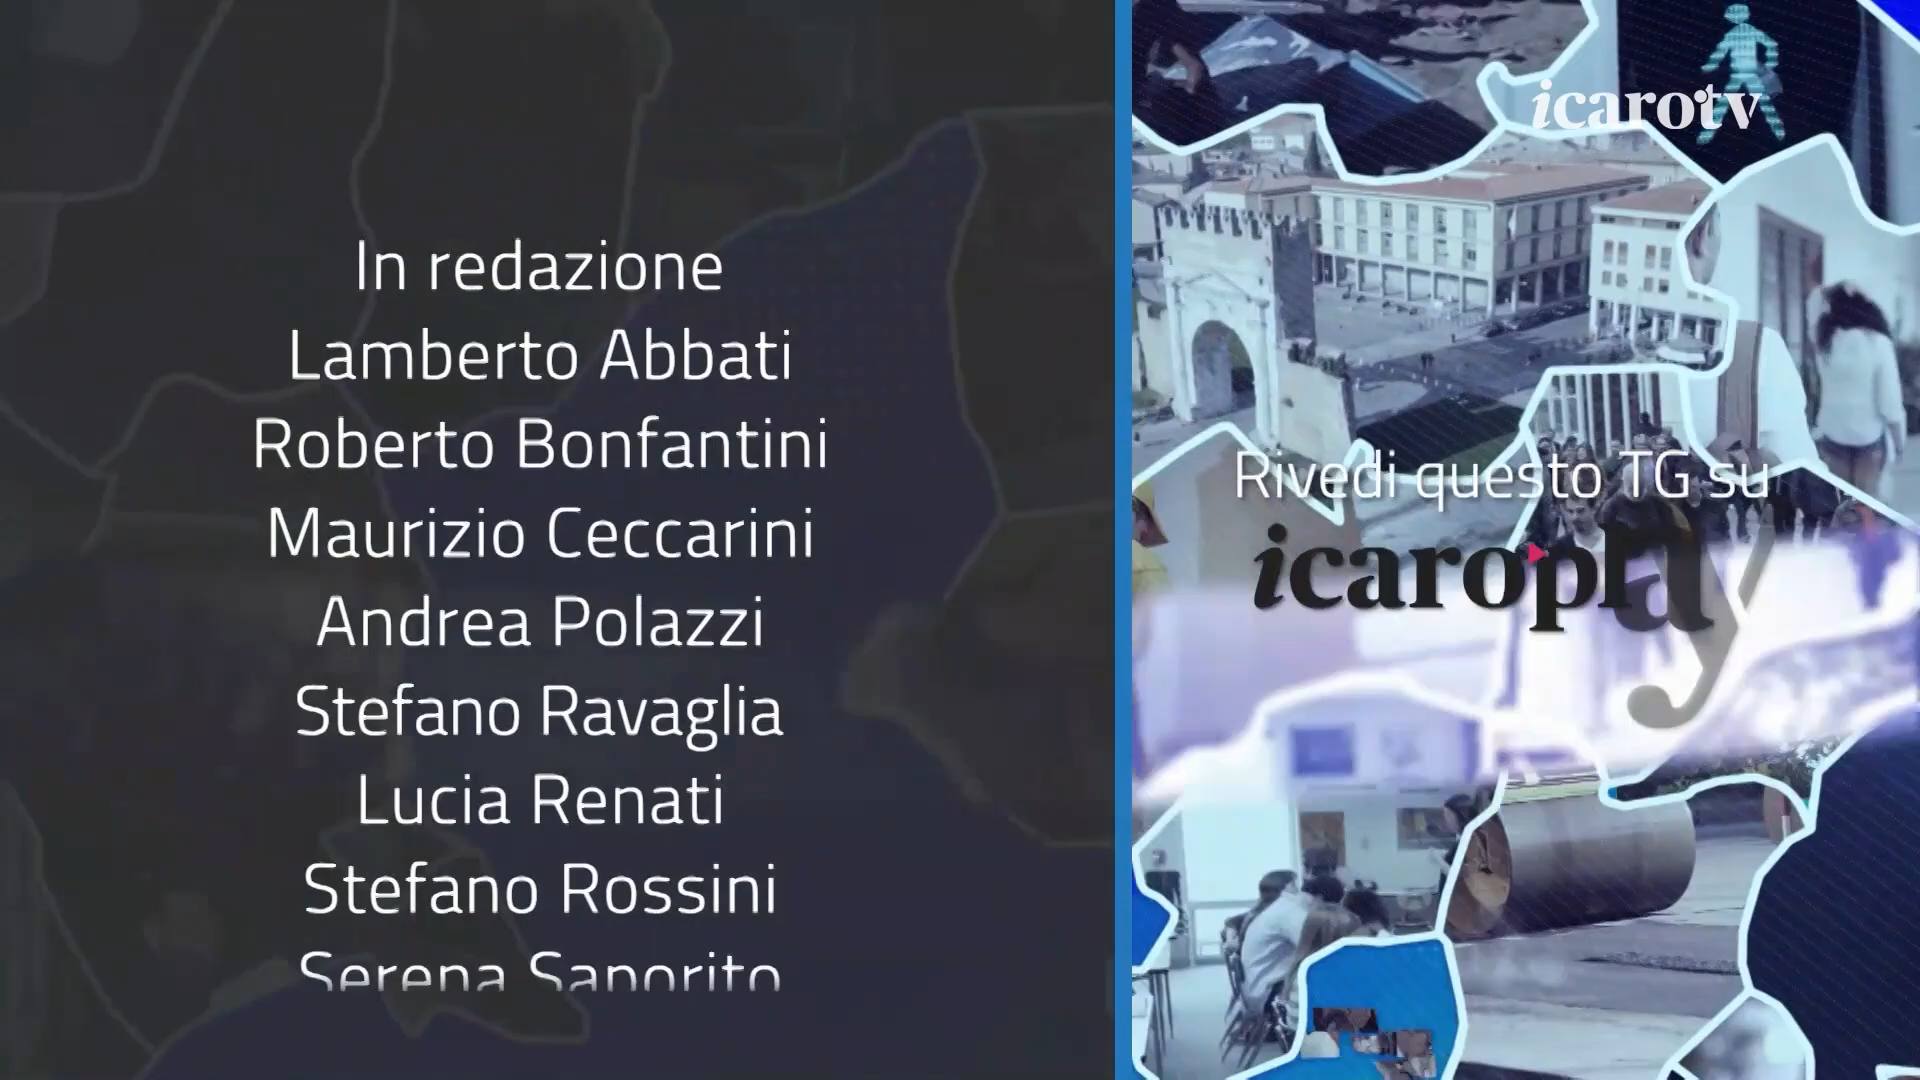 In redazione
Lamberto Abbati
Roberto Bonfantini
Maurizio Ceccarini
Andrea Polazzi
Stefano Ravaglia
Lucia Renati
Stefano Rossini
Serena Saporito
icarotv
Rivedi questo TG su
icaroplay